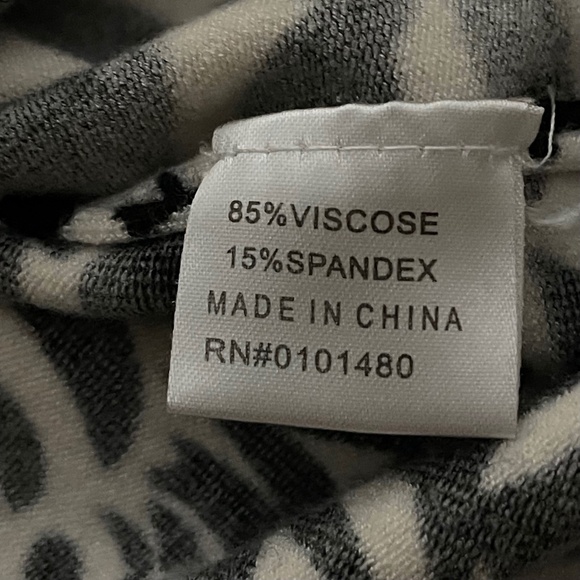 85%VISCOSE
15%SPANDEX
MADE IN CHINA
RN#0101480